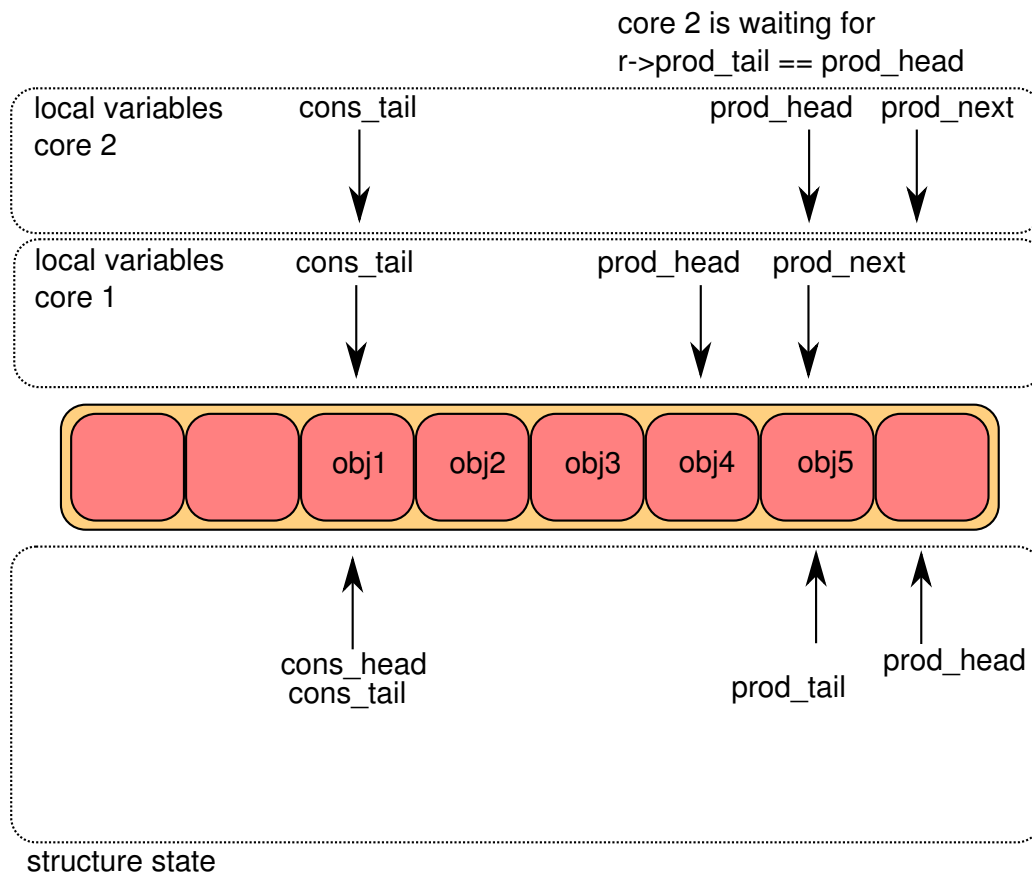 core 2 is waiting for
r->prod_tail == prod_head
local variables
core 2
cons_tail
prod_head
prod_next
local variables
core 1
cons_tail
prod_head
prod_next
obj1
obj2
obj3
obj4
obj5
cons_head
cons_tail
prod_tail
prod_head
structure state